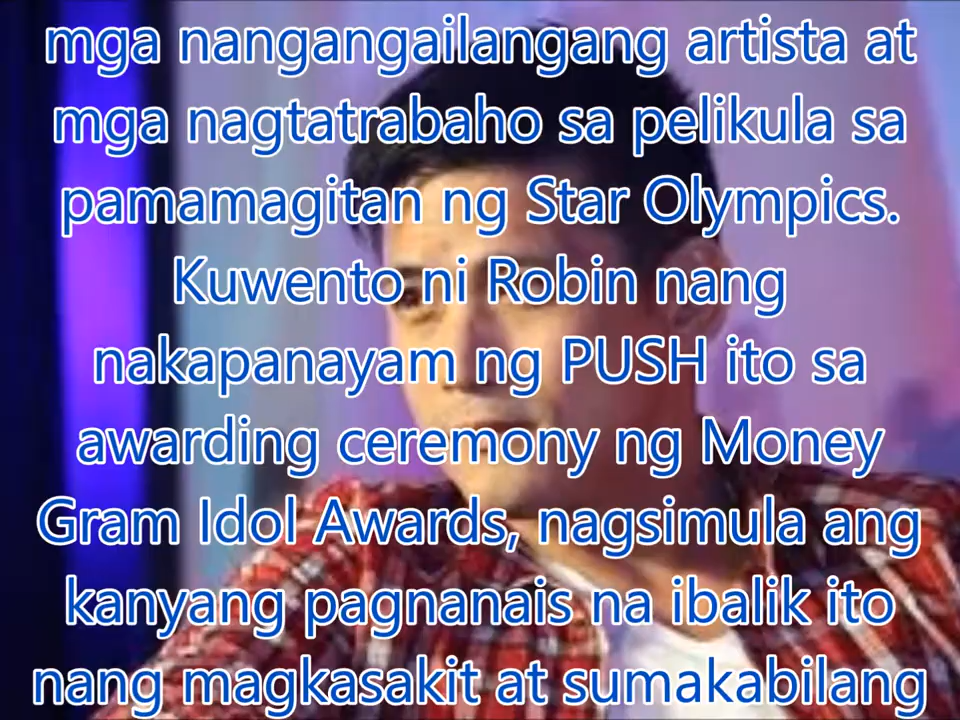 mga nangangailangang artista at
mga nagtatrabaho sa pelikula sa
pamamagitan ng Star Olympics.
Kuwento ni Robin nang
nakapanayam ng PUSH ito sa
awarding ceremony ng Money
Gram Idol Awards, nagsimula ang
kanyang pagnanais na ibalik ito
nang magkasakit at sumakabilang